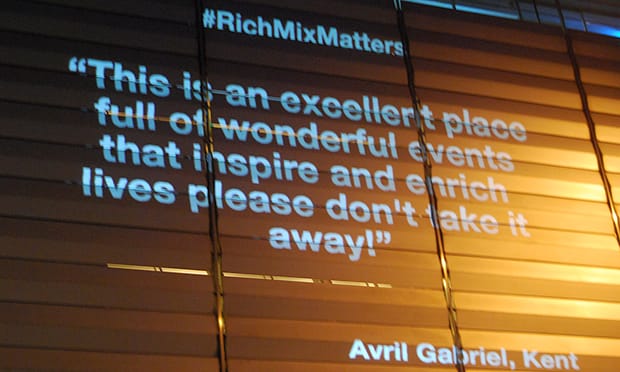 #RichMixMatters
“This is an excellent place
full of wonderful events
that inspire and enrich
lives please don't take it
away!”
Avril Gabriel, Kent